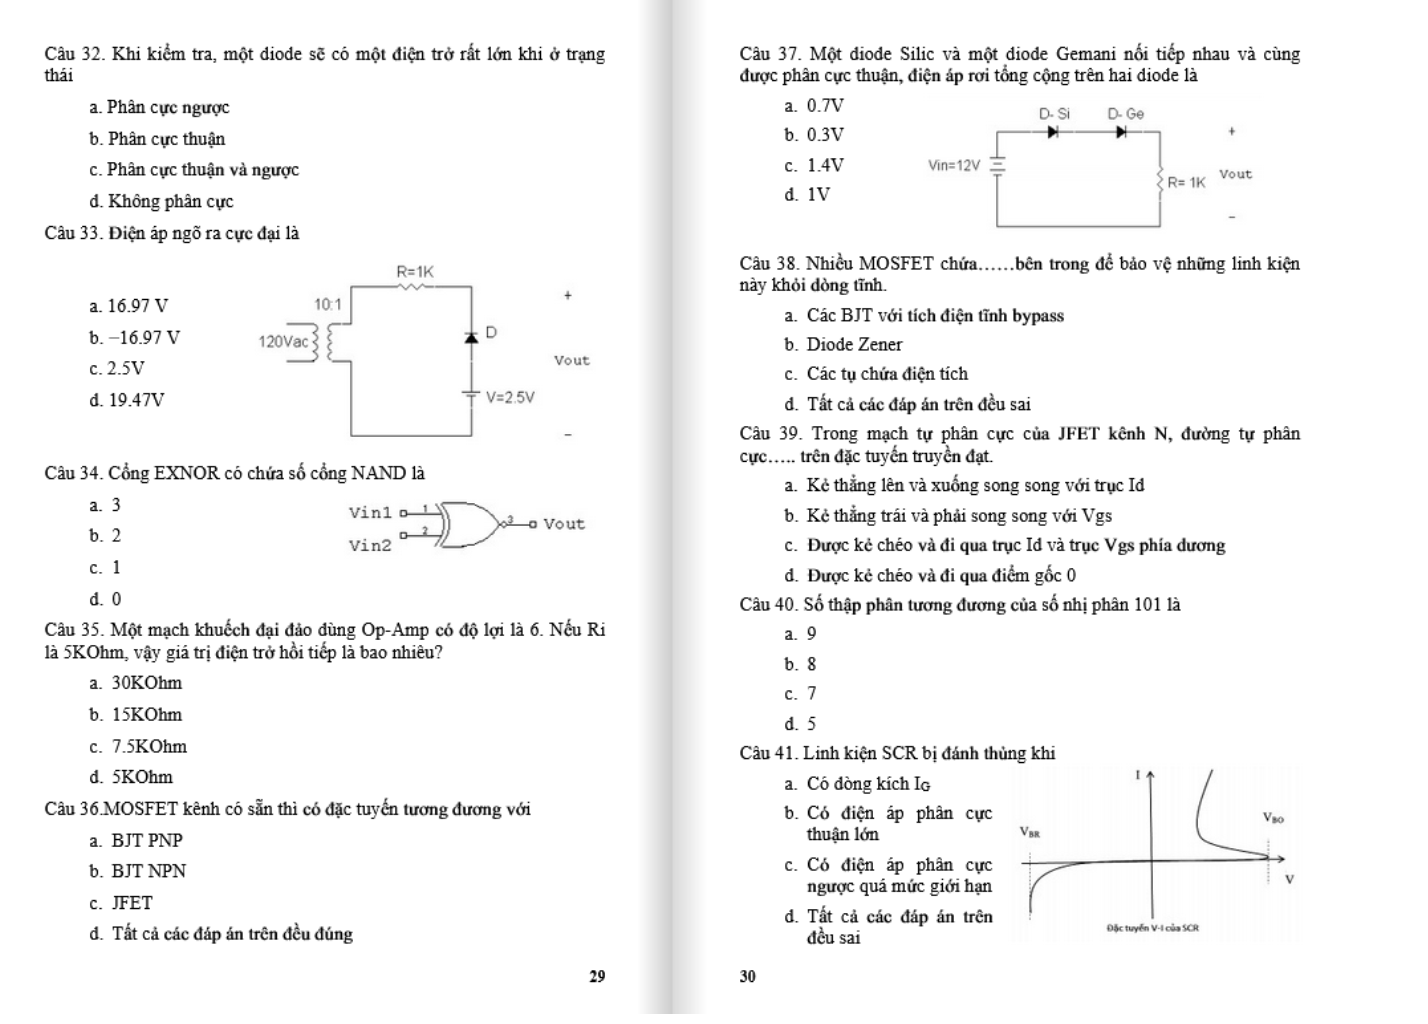 Câu 32. Khi kiểm tra, một diode sẽ có một điện trở rất lớn khi ở trạng
thái
a. Phân cực ngược
b. Phân cực thuận
c. Phân cực thuận và ngược
d. Không phân cực
Câu 33. Điện áp ngõ ra cực đại là
a. 16.97 V
b. −16.97 V
c. 2.5V
d. 19.47V
R=1K
10:1
120Vac
D
V=2.5V
+
Vout
−
Câu 34. Cổng EXNOR có chứa số cổng NAND là
a. 3
b. 2
c. 1
d. 0
Vin1 1
Vin2 2
3 Vout
Câu 35. Một mạch khuếch đại đảo dùng Op-Amp có độ lợi là 6. Nếu Ri
là 5KOhm, vậy giá trị điện trở hồi tiếp là bao nhiêu?
a. 30KOhm
b. 15KOhm
c. 7.5KOhm
d. 5KOhm
Câu 36.MOSFET kênh có sẵn thì có đặc tuyến tương đương với
a. BJT PNP
b. BJT NPN
c. JFET
d. Tất cả các đáp án trên đều đúng
29
Câu 37. Một diode Silic và một diode Gemani nối tiếp nhau và cùng
được phân cực thuận, điện áp rơi tổng cộng trên hai diode là
a. 0.7V
b. 0.3V
c. 1.4V
d. 1V
D- Si D- Ge
Vin=12V
R= 1K
+
Vout
−
Câu 38. Nhiều MOSFET chứa......bên trong để bảo vệ những linh kiện
này khỏi dòng tĩnh.
a. Các BJT với tích điện tĩnh bypass
b. Diode Zener
c. Các tụ chứa điện tích
d. Tất cả các đáp án trên đều sai
Câu 39. Trong mạch tự phân cực của JFET kênh N, đường tự phân
cực..... trên đặc tuyến truyền đạt.
a. Kẻ thẳng lên và xuống song song với trục Id
b. Kẻ thẳng trái và phải song song với Vgs
c. Được kẻ chéo và đi qua trục Id và trục Vgs phía dương
d. Được kẻ chéo và đi qua điểm gốc 0
Câu 40. Số thập phân tương đương của số nhị phân 101 là
a. 9
b. 8
c. 7
d. 5
Câu 41. Linh kiện SCR bị đánh thủng khi
a. Có dòng kích IG
b. Có điện áp phân cực
thuận lớn
c. Có điện áp phân cực
ngược quá mức giới hạn
d. Tất cả các đáp án trên
đều sai
I
VBO
VBR
V
Đặc tuyến V-I của SCR
30